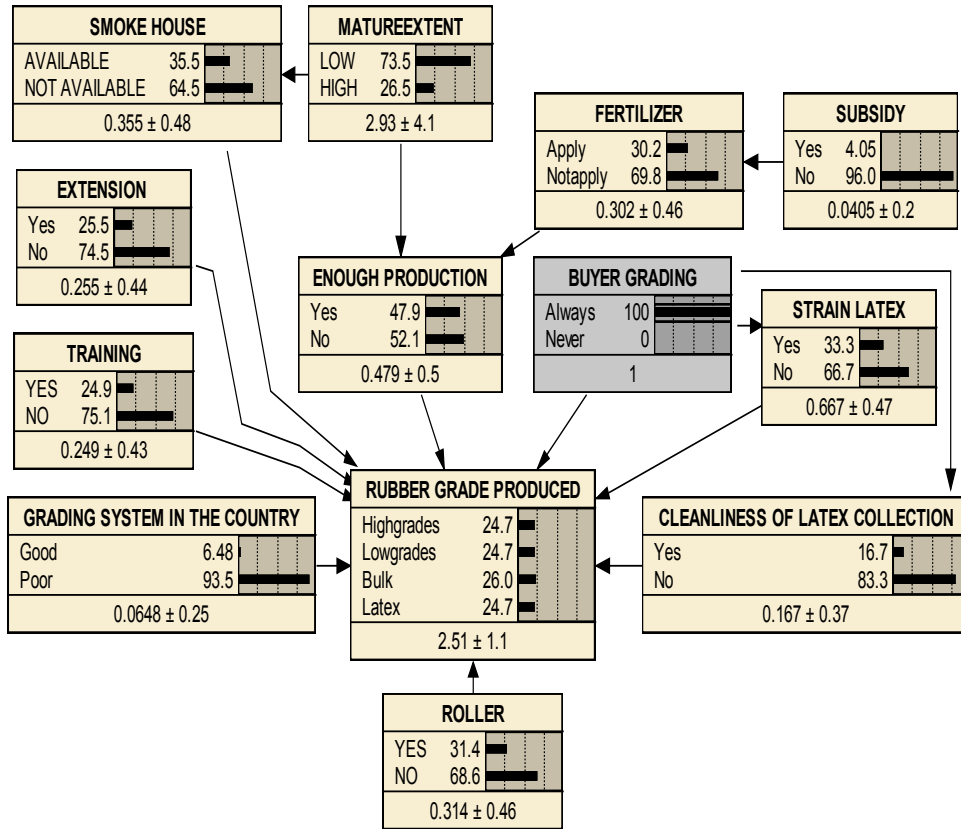 SMOKE HOUSE
AVAILABLE 35.5
NOT AVAILABLE 64.5
0.355 ± 0.48
MATUREEXTENT
LOW 73.5
HIGH 26.5
2.93 ± 4.1
FERTILIZER
Apply 30.2
Notapply 69.8
0.302 ± 0.46
SUBSIDY
Yes 4.05
No 96.0
0.0405 ± 0.2
EXTENSION
Yes 25.5
No 74.5
0.255 ± 0.44
ENOUGH PRODUCTION
Yes 47.9
No 52.1
0.479 ± 0.5
BUYER GRADING
Always 100
Never 0
1
STRAIN LATEX
Yes 33.3
No 66.7
0.667 ± 0.47
TRAINING
YES 24.9
NO 75.1
0.249 ± 0.43
GRADING SYSTEM IN THE COUNTRY
Good 6.48
Poor 93.5
0.0648 ± 0.25
RUBBER GRADE PRODUCED
Highgrades 24.7
Lowgrades 24.7
Bulk 26.0
Latex 24.7
2.51 ± 1.1
CLEANLINESS OF LATEX COLLECTION
Yes 16.7
No 83.3
0.167 ± 0.37
ROLLER
YES 31.4
NO 68.6
0.314 ± 0.46